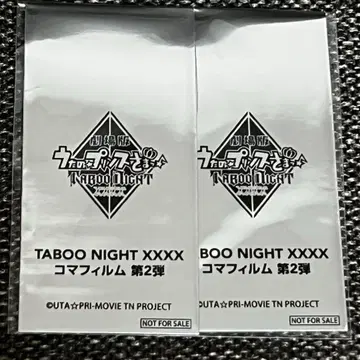 劇場版
うたの☆プリンスさまっ♪
TABOO NIGHT
TABOO NIGHT XXXX
コマフィルム 第2弾
©UTA☆PRI-MOVIE TN PROJECT
NOT FOR SALE
劇場版
うたの☆プリンスさまっ♪
TABOO NIGHT
BOO NIGHT XXXX
コマフィルム 第2弾
UTA☆PRI-MOVIE TN PROJECT
NOT FOR SALE